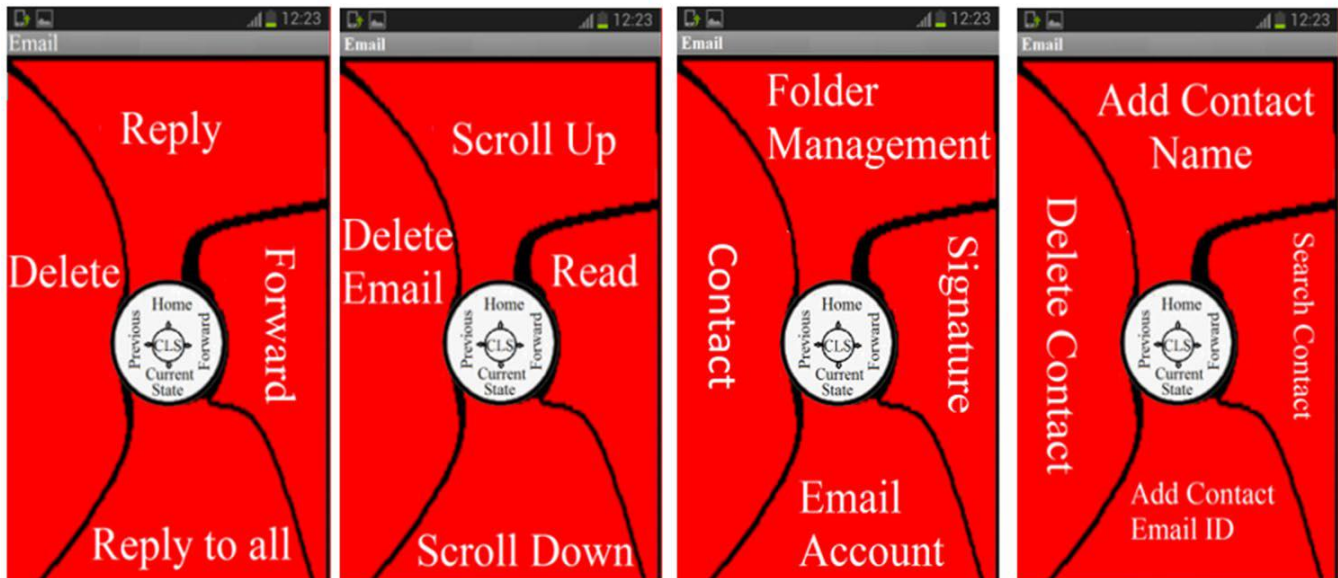 12:23
Email
Reply
Delete
Forward
Home
Previous
CLS
Forward
Current
State
Reply to all
12:23
Email
Scroll Up
Delete
Email
Read
Home
Previous
CLS
Forward
Current
State
Scroll Down
12:23
Email
Folder
Management
Contact
Signature
Home
Previous
CLS
Forward
Current
State
Email
Account
12:23
Email
Add Contact
Name
Delete Contact
Search Contact
Home
Previous
CLS
Forward
Current
State
Add Contact
Email ID